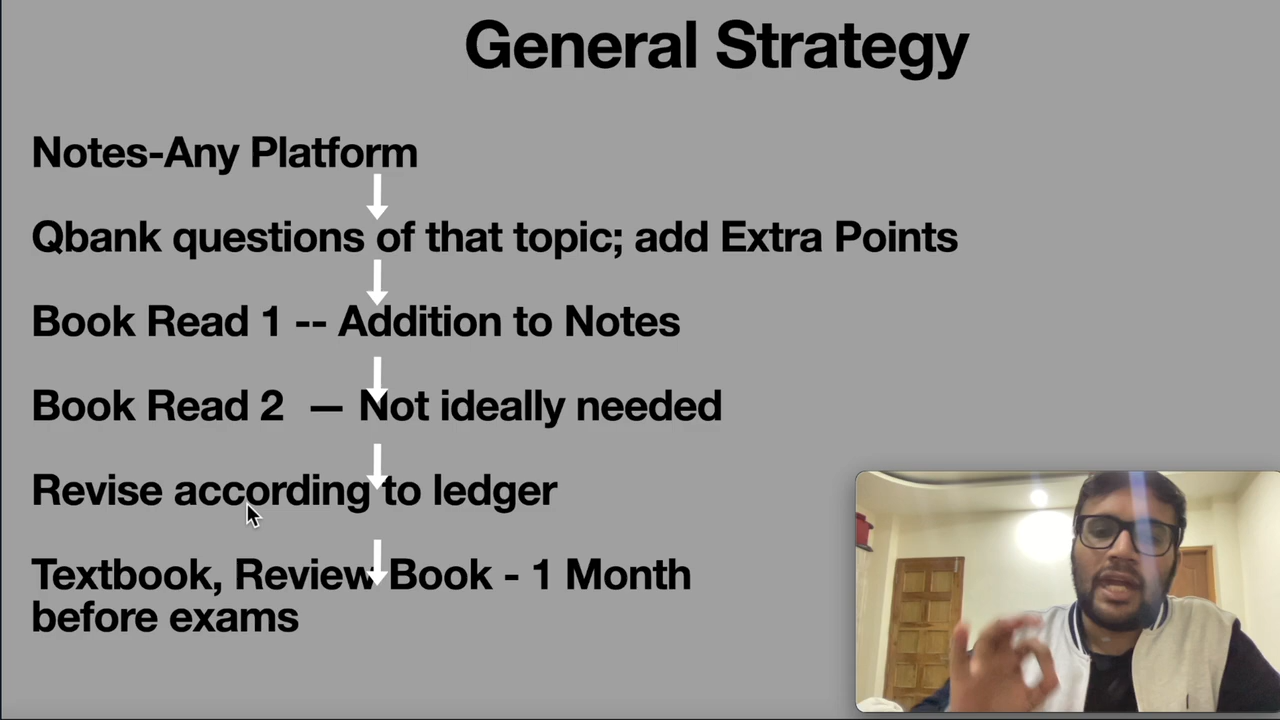 General Strategy
Notes-Any Platform
Qbank questions of that topic; add Extra Points
Book Read 1 -- Addition to Notes
Book Read 2 — Not ideally needed
Revise according to ledger
Textbook, Review Book - 1 Month
before exams